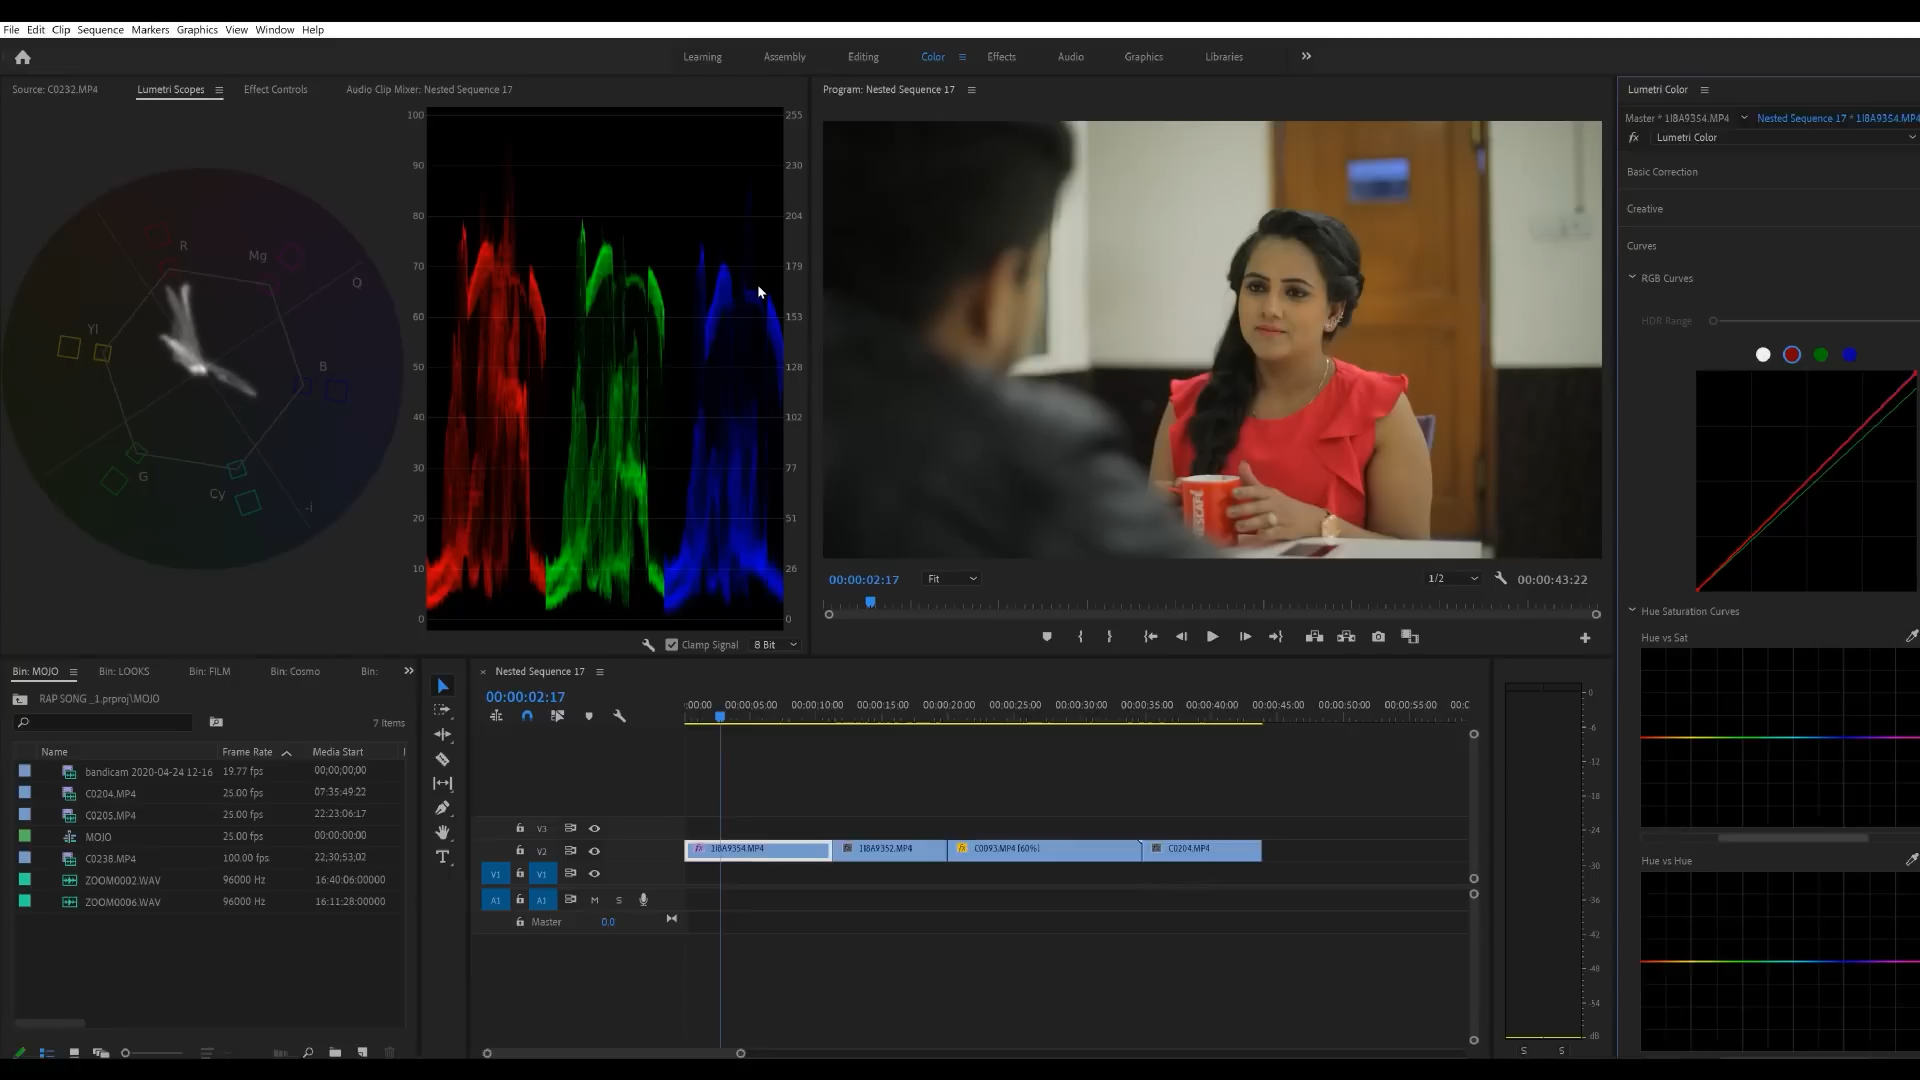 File Edit Clip Sequence Markers Graphics View Window Help
Learning Assembly Editing Color Effects Audio Graphics Libraries
Source: C0232.MP4 Lumetri Scopes Effect Controls Audio Clip Mixer: Nested Sequence 17
Program: Nested Sequence 17
Lumetri Color
Master * 1I8A9354.MP4 Nested Sequence 17 * 1I8A9354.MP4
fx Lumetri Color
Basic Correction
Creative
Curves
RGB Curves
HDR Range
Hue Saturation Curves
Hue vs Sat
Hue vs Hue
R Mg Q Yl B G Cy -i
100 255
90 230
80 204
70 179
60 153
50 128
40 102
30 77
20 51
10 26
0 0
Clamp Signal 8 Bit
NESCAFÉ
00:00:02:17 Fit 1/2 00:00:43:22
Bin: MOJO Bin: LOOKS Bin: FILM Bin: Cosmo Bin:
RAP SONG _1.prproj\MOJO
7 Items
Name Frame Rate Media Start
bandicam 2020-04-24 12-16 19.77 fps 00;00;00;00
C0204.MP4 25.00 fps 07:35:49:22
C0205.MP4 25.00 fps 22:23:06:17
MOJO 25.00 fps 00:00:00:00
C0238.MP4 100.00 fps 22;30;53;02
ZOOM0002.WAV 96000 Hz 16:40:06:00000
ZOOM0006.WAV 96000 Hz 16:11:28:00000
× Nested Sequence 17
00:00:02:17
:00:00 00:00:05:00 00:00:10:00 00:00:15:00 00:00:20:00 00:00:25:00 00:00:30:00 00:00:35:00 00:00:40:00 00:00:45:00 00:00:50:00 00:00:55:00 00:0
V3
V2 1I8A9354.MP4 1I8A9352.MP4 C0093.MP4 [60%] C0204.MP4
V1 V1
A1 A1 M S
Master 0.0
0
-6
-12
-18
-24
-30
-36
-42
-48
-54
dB
S S